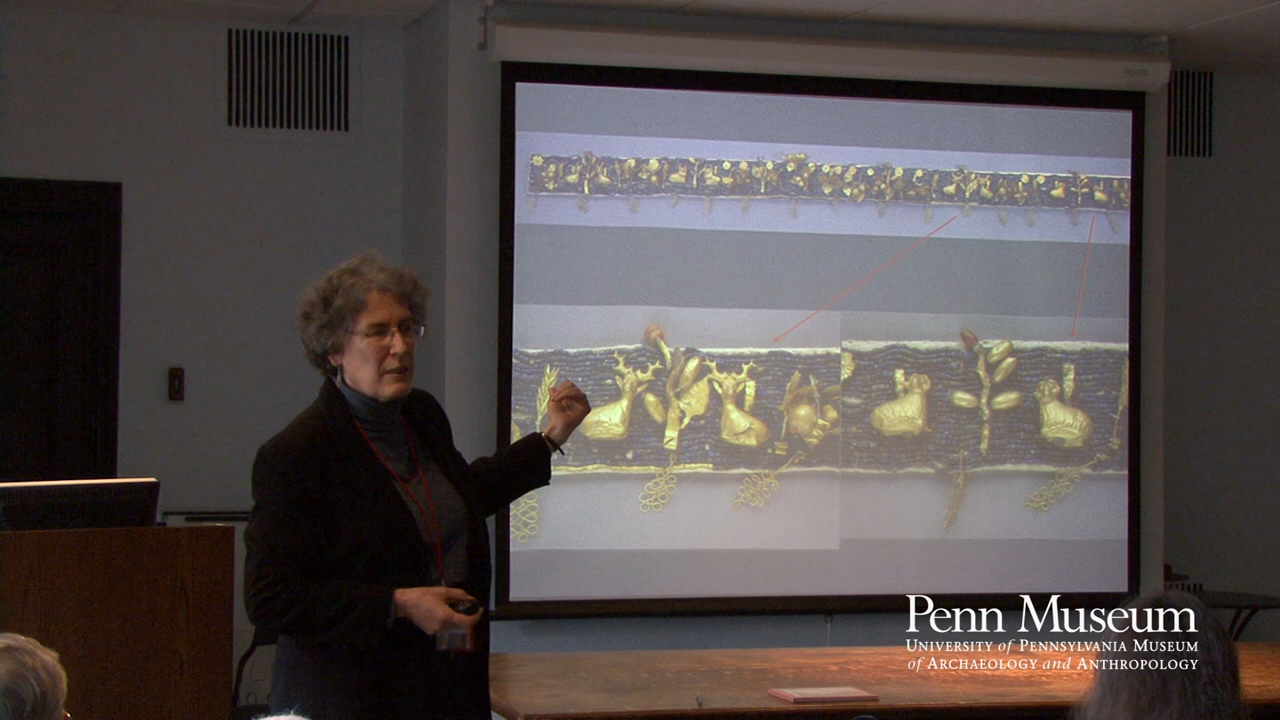 Penn Museum
University of Pennsylvania Museum
of Archaeology and Anthropology